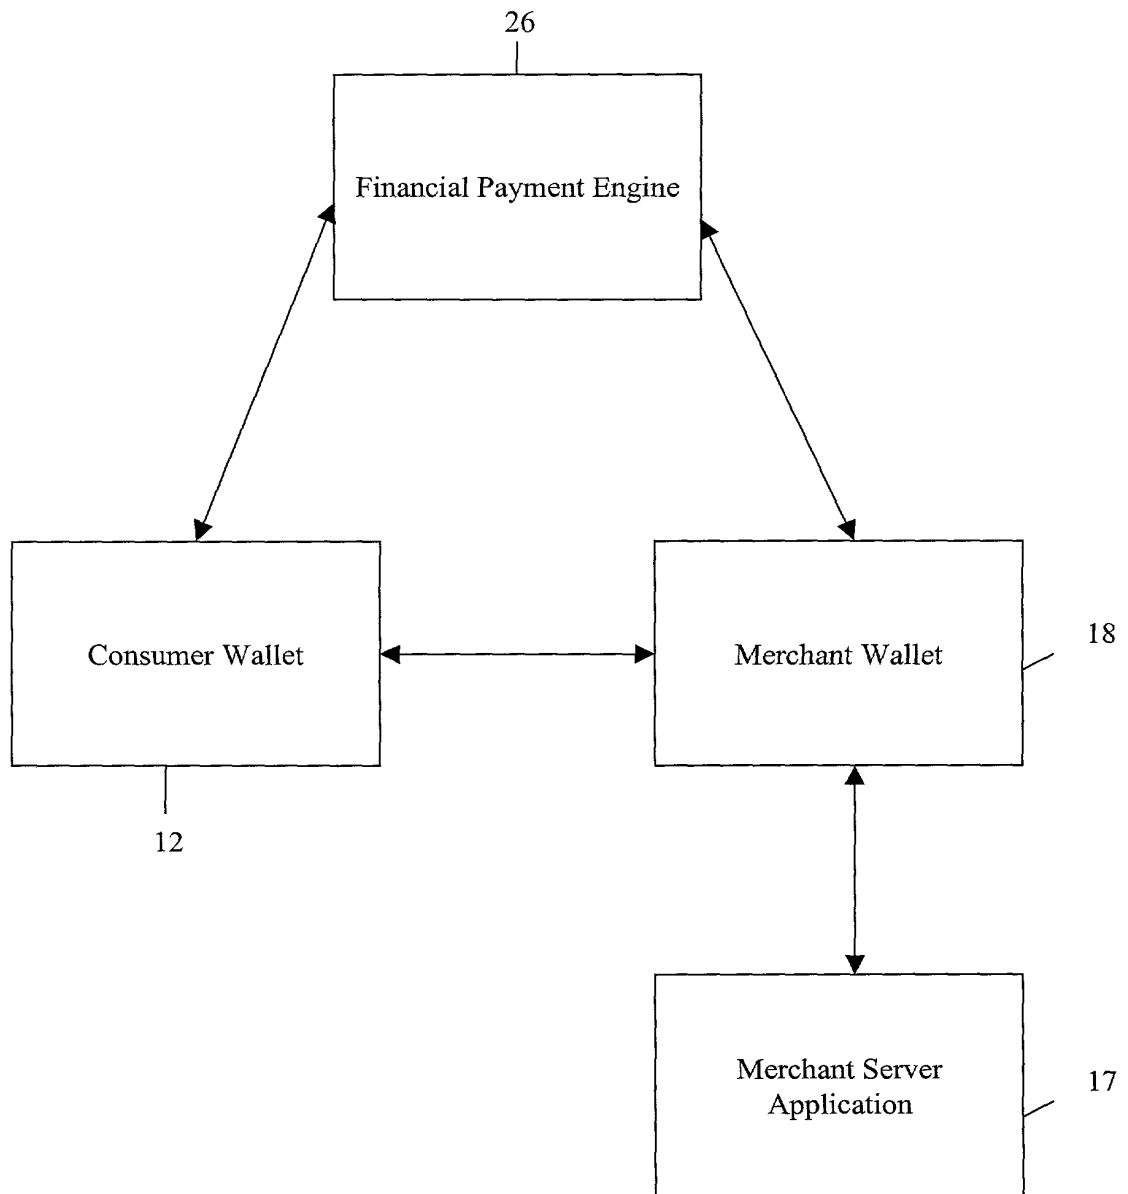 26
Financial Payment Engine
Consumer Wallet
Merchant Wallet
18
12
Merchant Server
Application
17